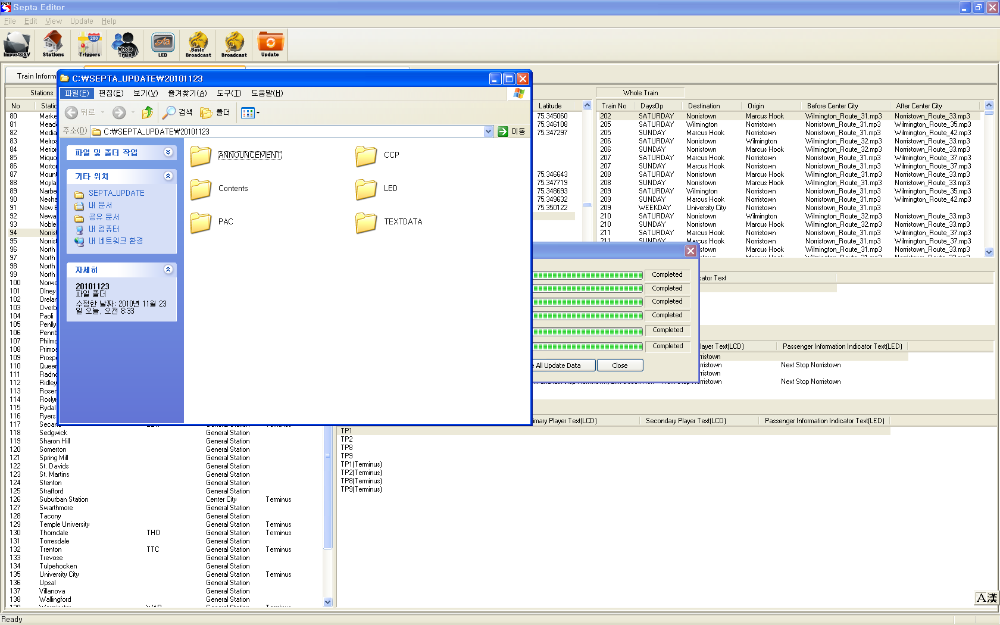 Septa Editor
File Edit View Update Help
ImportCSV Stations Triggers Whole Train LED Basic Broadcast Broadcast Update
Train Inform
C:₩SEPTA_UPDATE₩20101123
파일(F) 편집(E) 보기(V) 즐겨찾기(A) 도구(T) 도움말(H)
뒤로 검색 폴더
주소(D) C:₩SEPTA_UPDATE₩20101123 이동
파일 및 폴더 작업
기타 위치
SEPTA_UPDATE
내 문서
공유 문서
내 컴퓨터
내 네트워크 환경
자세히
20101123
파일 폴더
수정한 날짜: 2010년 11월 23
일 오늘, 오전 8:33
ANNOUNCEMENT CCP
Contents LED
PAC TEXTDATA
Stations
No Static
80 Marke
81 Mead
82 Media
83 Melros
84 Merion
85 Miquo
86 Morton
87 Mount
88 Moyla
89 Narbe
90 Nesha
91 New B
92 Newa
93 Noble
94 Norris
95 Norris
96 North
97 North
98 North
99 North
100 Norwo
101 Olney
102 Orelan
103 Overb
104 Paoli
105 Penlly
106 Pennb
107 Philmo
108 Primos
109 Prosp
110 Queen
111 Radno
112 Ridley
113 Roser
114 Roslyn
115 Rydal
116 Ryers
117 Secan
118 Sedgwick General Station
119 Sharon Hill General Station
120 Somerton General Station
121 Spring Mill General Station
122 St. Davids General Station
123 St. Martins General Station
124 Stenton General Station
125 Strafford General Station
126 Suburban Station Center City Terminus
127 Swarthmore General Station
128 Tacony General Station
129 Temple University General Station Terminus
130 Thorndale THO General Station Terminus
131 Torresdale General Station
132 Trenton TTC General Station Terminus
133 Trevose General Station
134 Tulpehocken General Station
135 University City General Station Terminus
136 Upsal General Station
137 Villanova General Station
138 Wallingford General Station
Latitude
75.345060
75.346108
75.347297
75.346643
75.347719
75.348693
75.349632
75.350122
Whole Train
Train No DaysOp Destination Origin Before Center City After Center City
202 SATURDAY Norristown Marcus Hook Wilmington_Route_31.mp3 Norristown_Route_33.mp3
205 SATURDAY Wilmington Norristown Norristown_Route_31.mp3 Wilmington_Route_35.mp3
205 SUNDAY Marcus Hook Norristown Norristown_Route_31.mp3 Wilmington_Route_42.mp3
206 SATURDAY Norristown Wilmington Wilmington_Route_32.mp3 Norristown_Route_33.mp3
206 SUNDAY Norristown Marcus Hook Wilmington_Route_32.mp3 Norristown_Route_33.mp3
207 SATURDAY Marcus Hook Norristown Norristown_Route_31.mp3 Wilmington_Route_37.mp3
207 SUNDAY Marcus Hook Norristown Norristown_Route_31.mp3 Wilmington_Route_37.mp3
208 SATURDAY Norristown Marcus Hook Wilmington_Route_31.mp3 Norristown_Route_33.mp3
208 SUNDAY Norristown Marcus Hook Wilmington_Route_31.mp3 Norristown_Route_33.mp3
209 SATURDAY Wilmington Norristown Norristown_Route_31.mp3 Wilmington_Route_35.mp3
209 SUNDAY Marcus Hook Norristown Norristown_Route_31.mp3 Wilmington_Route_42.mp3
209 WEEKDAY University City Norristown Norristown_Route_31.mp3
210 SATURDAY Norristown Wilmington Wilmington_Route_32.mp3 Norristown_Route_33.mp3
210 SUNDAY Norristown Marcus Hook Wilmington_Route_32.mp3 Norristown_Route_33.mp3
211 SATURDAY Marcus Hook Norristown Norristown_Route_31.mp3 Wilmington_Route_37.mp3
211 SUNDAY Marcus Hook Norristown Norristown_Route_31.mp3 Wilmington_Route_37.mp3
Marcus Hook Wilmington_Route_31.mp3 Norristown_Route_33.mp3
Completed
Completed
Completed
Completed
Completed
Completed
All Update Data Close
cator Text
layer Text(LCD) Passenger Information Indicator Text(LED)
rristown
rristown Next Stop Norristown
rristown
rristown Next Stop Norristown
imary Player Text(LCD) Secondary Player Text(LCD) Passenger Information Indicator Text(LED)
TP1
TP2
TP8
TP9
TP1(Terminus)
TP2(Terminus)
TP8(Terminus)
TP9(Terminus)
A漢
Ready